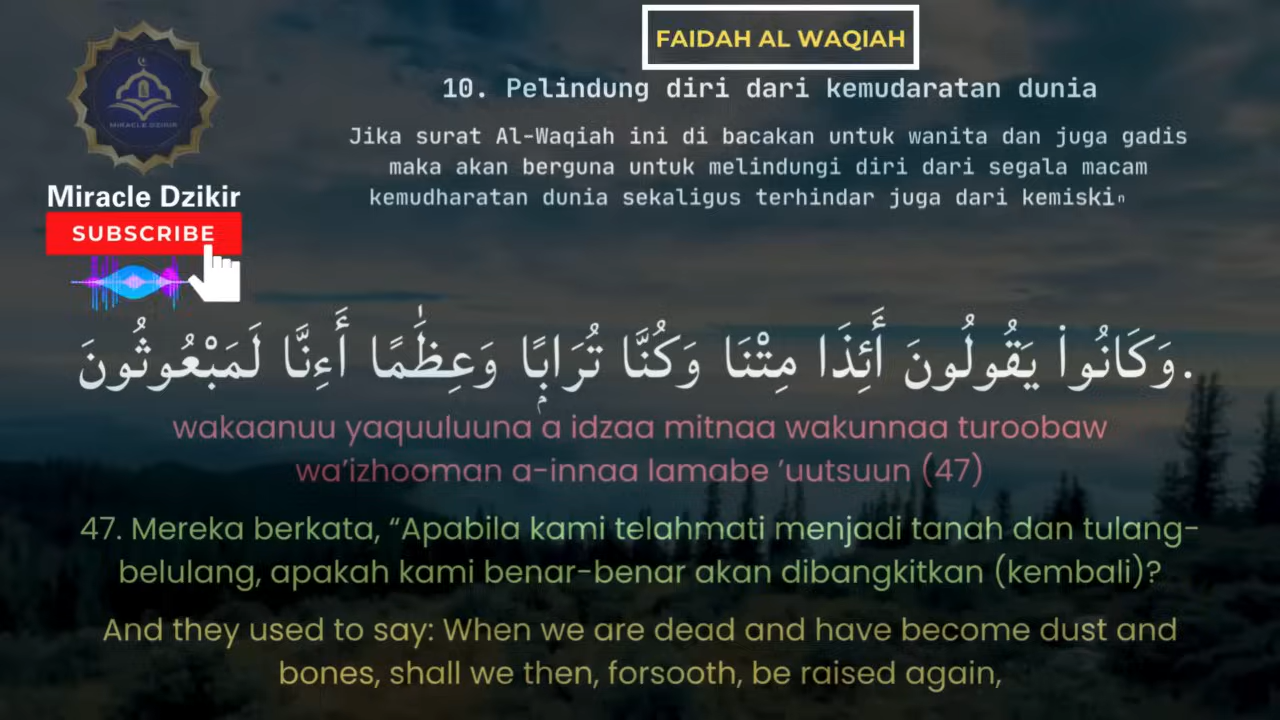 FAIDAH AL WAQIAH
10. Pelindung diri dari kemudaratan dunia
Jika surat Al-Waqiah ini di bacakan untuk wanita dan juga gadis
maka akan berguna untuk melindungi diri dari segala macam
kemudharatan dunia sekaligus terhindar juga dari kemiskin
MIRACLE DZIKIR
Miracle Dzikir
SUBSCRIBE
وَكَانُوا۟ يَقُولُونَ أَئِذَا مِتْنَا وَكُنَّا تُرَابًۭا وَعِظَٰمًا أَءِنَّا لَمَبْعُوثُونَ.
wakaanuu yaquuluuna a idzaa mitnaa wakunnaa turoobaw
wa’izhooman a-innaa lamabe ’uutsuun (47)
47. Mereka berkata, “Apabila kami telahmati menjadi tanah dan tulang-
belulang, apakah kami benar-benar akan dibangkitkan (kembali)?
And they used to say: When we are dead and have become dust and
bones, shall we then, forsooth, be raised again,